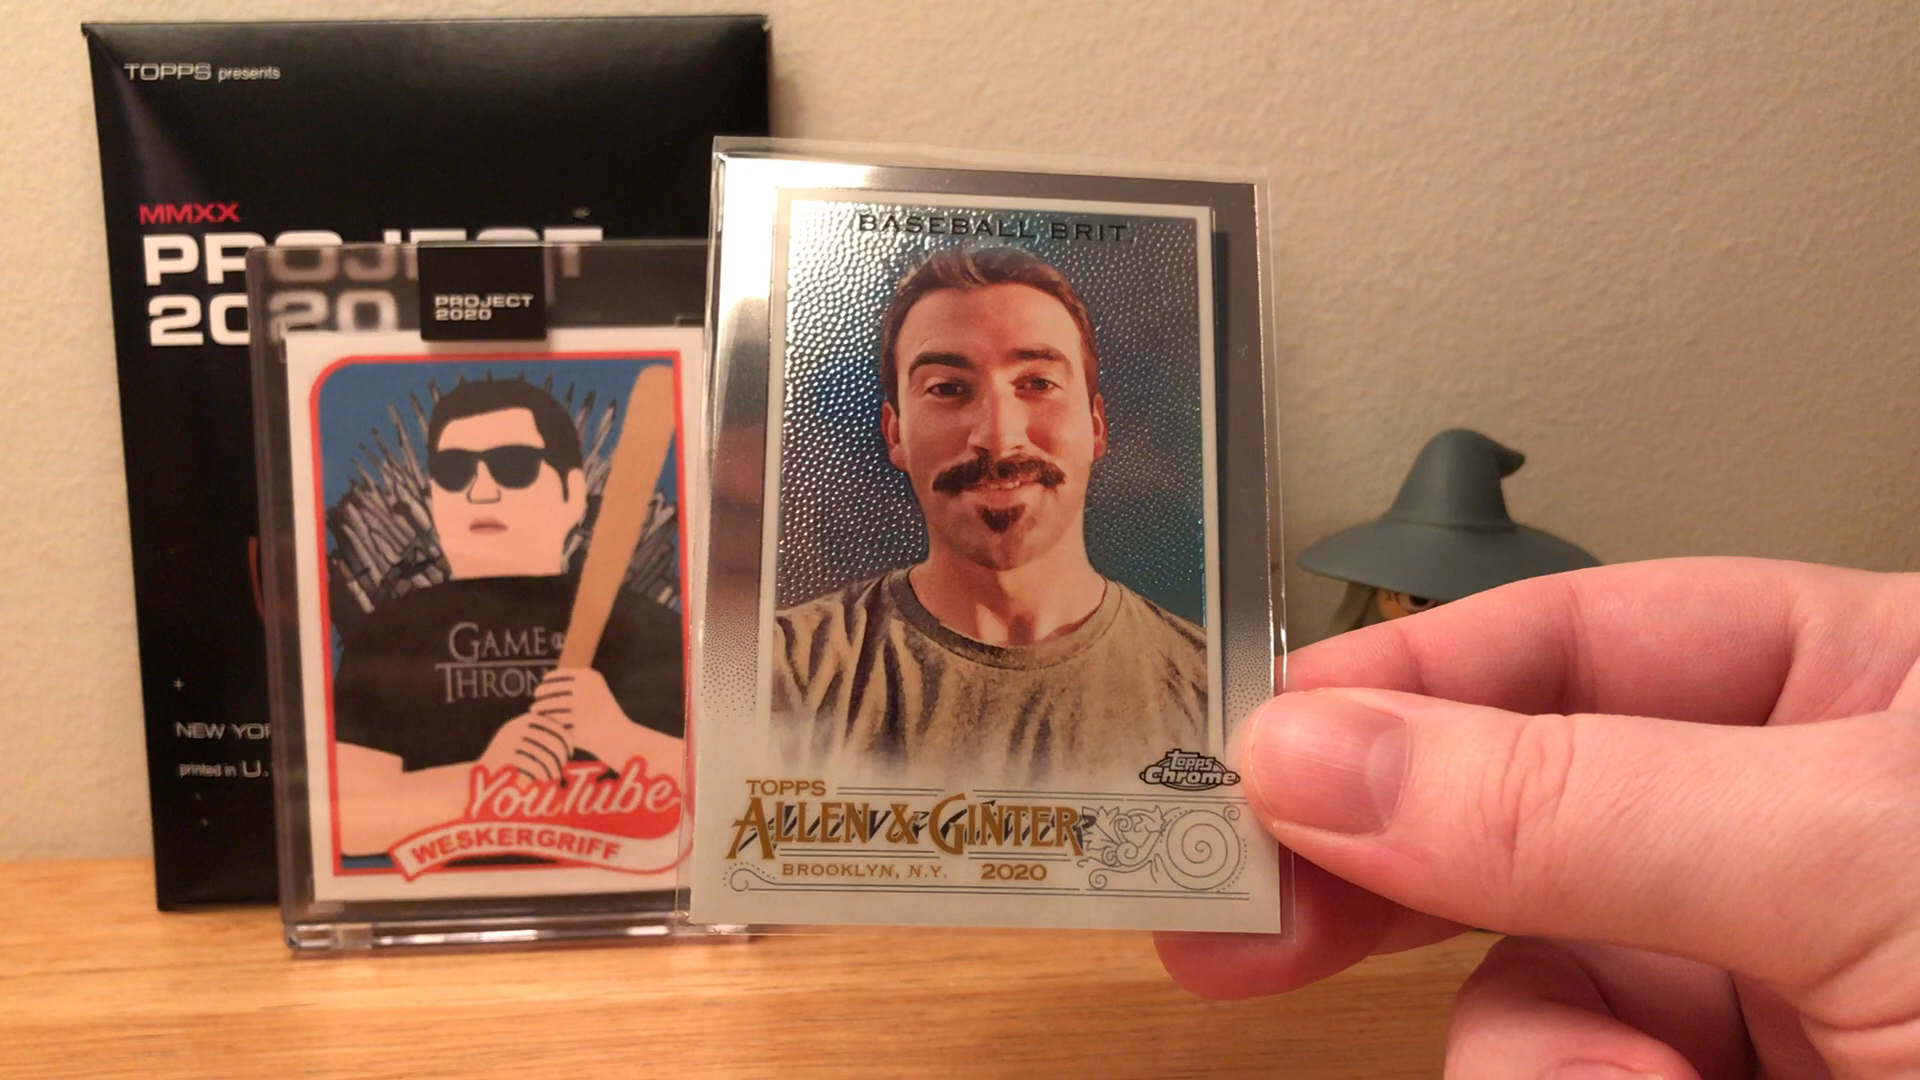 TOPPS presents
MMXX
PROJECT
2020
NEW YOR
printed in U.
PROJECT
2020
GAME OF
THRON
YouTube
WESKERGRIFF
BASEBALL BRIT
Topps
Chrome
TOPPS
ALLEN & GINTER
BROOKLYN, N.Y. 2020